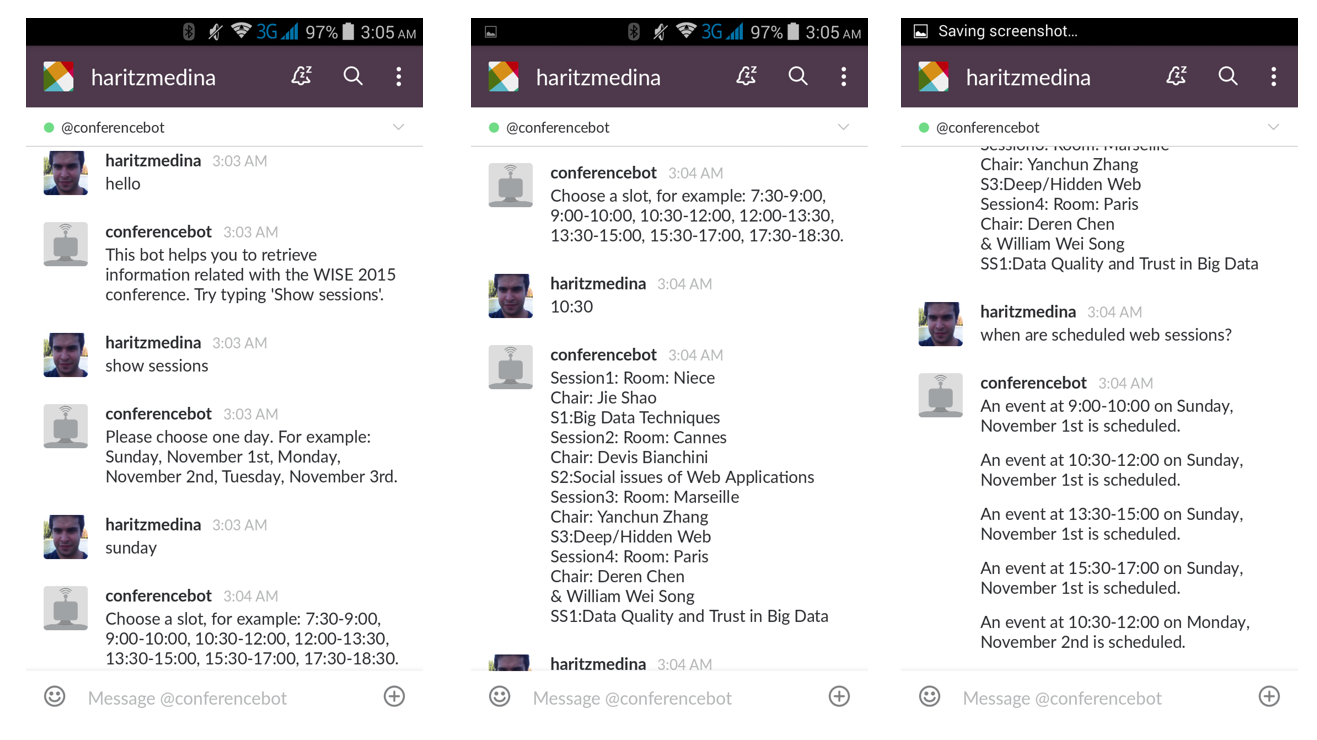 3G 97% 3:05 AM
haritzmedina
@conferencebot
haritzmedina 3:03 AM
hello
conferencebot 3:03 AM
This bot helps you to retrieve
information related with the WISE 2015
conference. Try typing 'Show sessions'.
haritzmedina 3:03 AM
show sessions
conferencebot 3:03 AM
Please choose one day. For example:
Sunday, November 1st, Monday,
November 2nd, Tuesday, November 3rd.
haritzmedina 3:03 AM
sunday
conferencebot 3:04 AM
Choose a slot, for example: 7:30-9:00,
9:00-10:00, 10:30-12:00, 12:00-13:30,
13:30-15:00, 15:30-17:00, 17:30-18:30.
Message @conferencebot
3G 97% 3:05 AM
haritzmedina
@conferencebot
conferencebot 3:04 AM
Choose a slot, for example: 7:30-9:00,
9:00-10:00, 10:30-12:00, 12:00-13:30,
13:30-15:00, 15:30-17:00, 17:30-18:30.
haritzmedina 3:04 AM
10:30
conferencebot 3:04 AM
Session1: Room: Niece
Chair: Jie Shao
S1:Big Data Techniques
Session2: Room: Cannes
Chair: Devis Bianchini
S2:Social issues of Web Applications
Session3: Room: Marseille
Chair: Yanchun Zhang
S3:Deep/Hidden Web
Session4: Room: Paris
Chair: Deren Chen
& William Wei Song
SS1:Data Quality and Trust in Big Data
haritzmedina 3:04 AM
Message @conferencebot
Saving screenshot...
haritzmedina
@conferencebot
Session3: Room: Marseille
Chair: Yanchun Zhang
S3:Deep/Hidden Web
Session4: Room: Paris
Chair: Deren Chen
& William Wei Song
SS1:Data Quality and Trust in Big Data
haritzmedina 3:04 AM
when are scheduled web sessions?
conferencebot 3:04 AM
An event at 9:00-10:00 on Sunday,
November 1st is scheduled.
An event at 10:30-12:00 on Sunday,
November 1st is scheduled.
An event at 13:30-15:00 on Sunday,
November 1st is scheduled.
An event at 15:30-17:00 on Sunday,
November 1st is scheduled.
An event at 10:30-12:00 on Monday,
November 2nd is scheduled.
Message @conferencebot